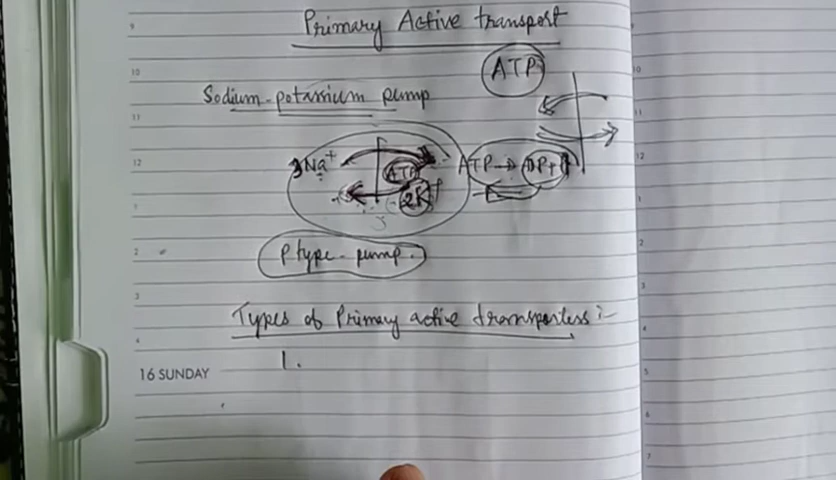 Primary Active transport
ATP
Sodium-potassium pump
3Na⁺ ATP 2K⁺ ATP → ADP + P
P type pump.
Types of Primary active transporters :-
1.
16 SUNDAY